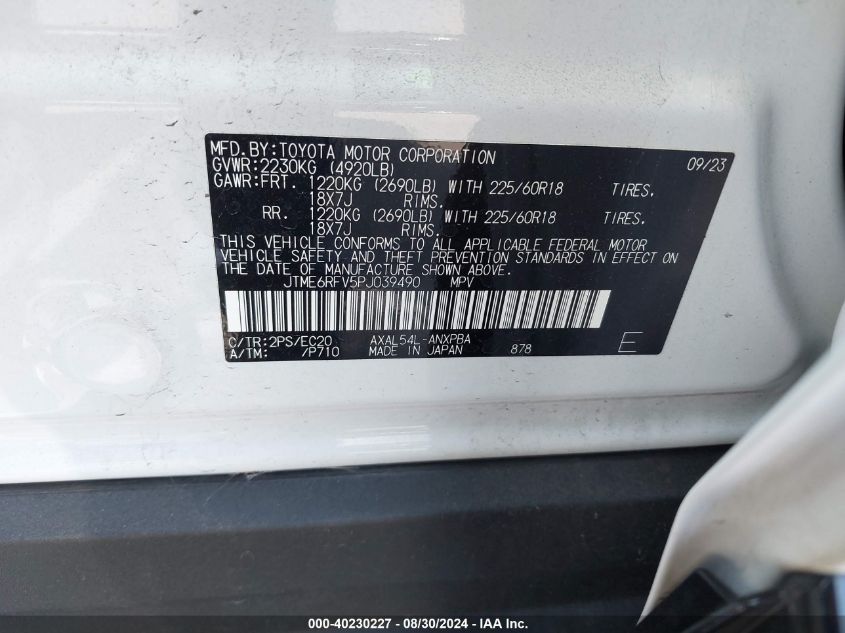 MFD. BY:TOYOTA MOTOR CORPORATION 09/23
GVWR:2230KG (4920LB)
GAWR:FRT. 1220KG (2690LB) WITH 225/60R18 TIRES.
18X7J RIMS.
RR. 1220KG (2690LB) WITH 225/60R18 TIRES.
18X7J RIMS.
THIS VEHICLE CONFORMS TO ALL APPLICABLE FEDERAL MOTOR
VEHICLE SAFETY AND THEFT PREVENTION STANDARDS IN EFFECT ON
THE DATE OF MANUFACTURE SHOWN ABOVE.
JTME6RFV5PJ039490 MPV
C/TR:2PS/EC20 AXAL54L-ANXPBA
A/TM: /P710 MADE IN JAPAN 878 E
000-40230227 - 08/30/2024 - IAA Inc.